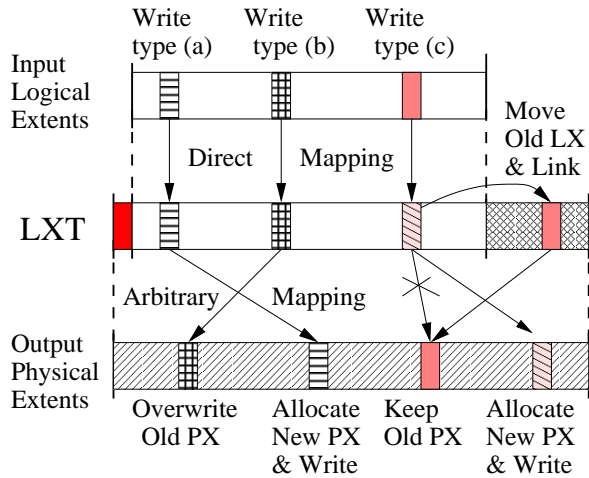 Write type (a)
Write type (b)
Write type (c)
Input Logical Extents
Direct Mapping
Move Old LX & Link
LXT
Arbitrary Mapping
Output Physical Extents
Overwrite Old PX
Allocate New PX & Write
Keep Old PX
Allocate New PX & Write